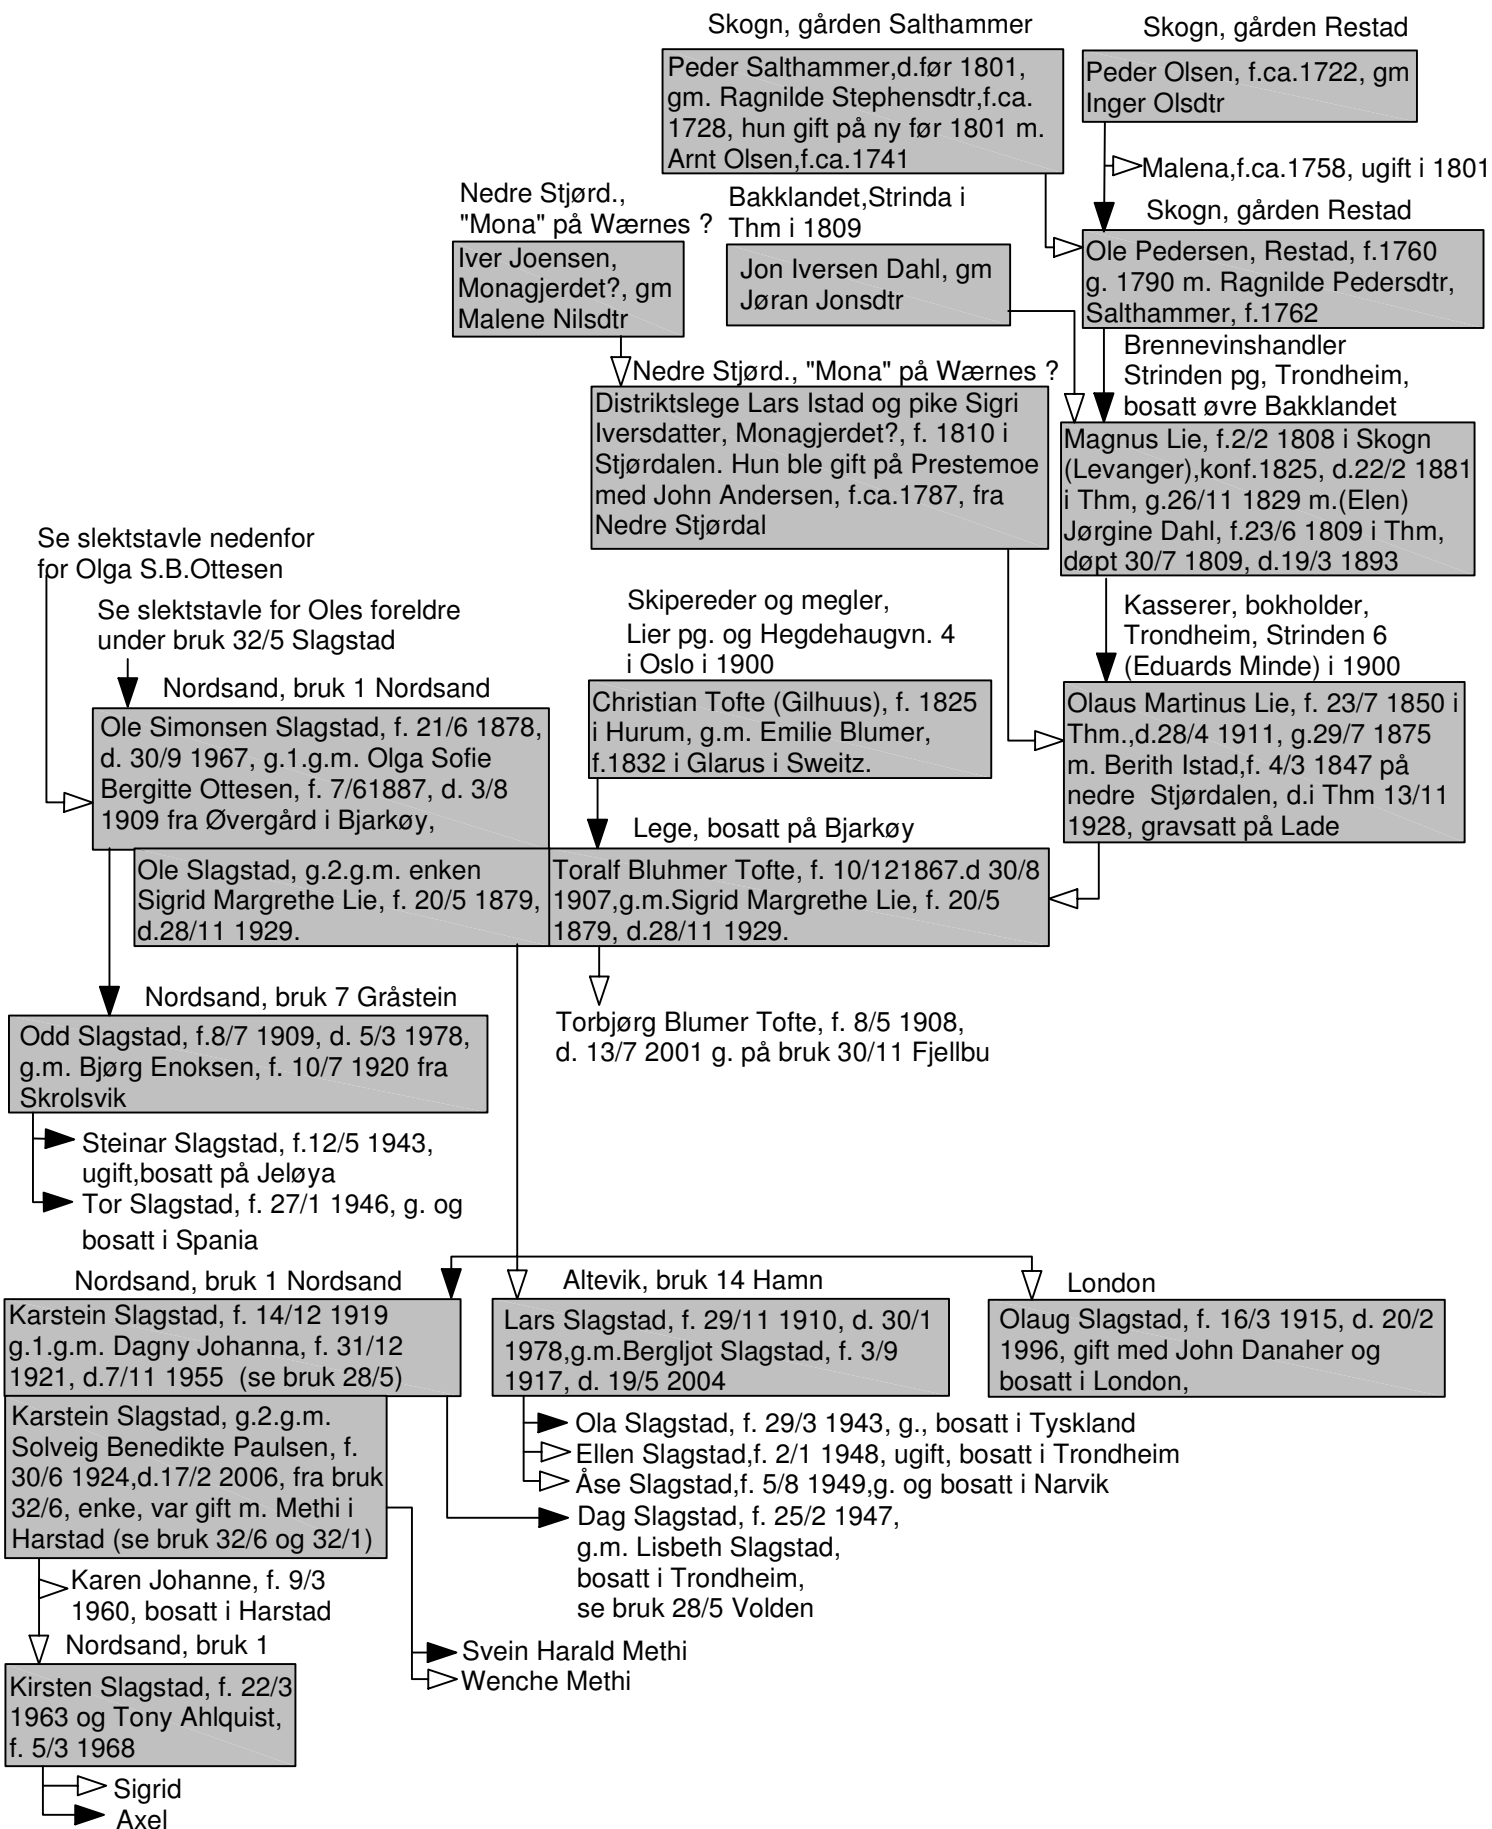 Skogn, gården Salthammer
Peder Salthammer,d.før 1801,
gm. Ragnilde Stephensdtr,f.ca.
1728, hun gift på ny før 1801 m.
Arnt Olsen,f.ca.1741
Skogn, gården Restad
Peder Olsen, f.ca.1722, gm
Inger Olsdtr
Malena,f.ca.1758, ugift i 1801
Nedre Stjørd.,
"Mona" på Wærnes ?
Iver Joensen,
Monagjerdet?, gm
Malene Nilsdtr
Bakklandet,Strinda i
Thm i 1809
Jon Iversen Dahl, gm
Jøran Jonsdtr
Skogn, gården Restad
Ole Pedersen, Restad, f.1760
g. 1790 m. Ragnilde Pedersdtr,
Salthammer, f.1762
Nedre Stjørd., "Mona" på Wærnes ?
Distriktslege Lars Istad og pike Sigri
Iversdatter, Monagjerdet?, f. 1810 i
Stjørdalen. Hun ble gift på Prestemoe
med John Andersen, f.ca.1787, fra
Nedre Stjørdal
Brennevinshandler
Strinden pg, Trondheim,
bosatt øvre Bakklandet
Magnus Lie, f.2/2 1808 i Skogn
(Levanger),konf.1825, d.22/2 1881
i Thm, g.26/11 1829 m.(Elen)
Jørgine Dahl, f.23/6 1809 i Thm,
døpt 30/7 1809, d.19/3 1893
Se slektstavle nedenfor
for Olga S.B.Ottesen
Se slektstavle for Oles foreldre
under bruk 32/5 Slagstad
Nordsand, bruk 1 Nordsand
Ole Simonsen Slagstad, f. 21/6 1878,
d. 30/9 1967, g.1.g.m. Olga Sofie
Bergitte Ottesen, f. 7/61887, d. 3/8
1909 fra Øvergård i Bjarkøy,
Skipereder og megler,
Lier pg. og Hegdehaugvn. 4
i Oslo i 1900
Christian Tofte (Gilhuus), f. 1825
i Hurum, g.m. Emilie Blumer,
f.1832 i Glarus i Sweitz.
Kasserer, bokholder,
Trondheim, Strinden 6
(Eduards Minde) i 1900
Olaus Martinus Lie, f. 23/7 1850 i
Thm.,d.28/4 1911, g.29/7 1875
m. Berith Istad,f. 4/3 1847 på
nedre  Stjørdalen, d.i Thm 13/11
1928, gravsatt på Lade
Lege, bosatt på Bjarkøy
Ole Slagstad, g.2.g.m. enken
Sigrid Margrethe Lie, f. 20/5 1879,
d.28/11 1929.
Toralf Bluhmer Tofte, f. 10/121867.d 30/8
1907,g.m.Sigrid Margrethe Lie, f. 20/5
1879, d.28/11 1929.
Nordsand, bruk 7 Gråstein
Odd Slagstad, f.8/7 1909, d. 5/3 1978,
g.m. Bjørg Enoksen, f. 10/7 1920 fra
Skrolsvik
Torbjørg Blumer Tofte, f. 8/5 1908,
d. 13/7 2001 g. på bruk 30/11 Fjellbu
Steinar Slagstad, f.12/5 1943,
ugift,bosatt på Jeløya
Tor Slagstad, f. 27/1 1946, g. og
bosatt i Spania
Nordsand, bruk 1 Nordsand
Karstein Slagstad, f. 14/12 1919
g.1.g.m. Dagny Johanna, f. 31/12
1921, d.7/11 1955  (se bruk 28/5)
Altevik, bruk 14 Hamn
Lars Slagstad, f. 29/11 1910, d. 30/1
1978,g.m.Bergljot Slagstad, f. 3/9
1917, d. 19/5 2004
London
Olaug Slagstad, f. 16/3 1915, d. 20/2
1996, gift med John Danaher og
bosatt i London,
Karstein Slagstad, g.2.g.m.
Solveig Benedikte Paulsen, f.
30/6 1924,d.17/2 2006, fra bruk
32/6, enke, var gift m. Methi i
Harstad (se bruk 32/6 og 32/1)
Ola Slagstad, f. 29/3 1943, g., bosatt i Tyskland
Ellen Slagstad,f. 2/1 1948, ugift, bosatt i Trondheim
Åse Slagstad,f. 5/8 1949,g. og bosatt i Narvik
Dag Slagstad, f. 25/2 1947,
g.m. Lisbeth Slagstad,
bosatt i Trondheim,
se bruk 28/5 Volden
Karen Johanne, f. 9/3
1960, bosatt i Harstad
Svein Harald Methi
Wenche Methi
Nordsand, bruk 1
Kirsten Slagstad, f. 22/3
1963 og Tony Ahlquist,
f. 5/3 1968
Sigrid
Axel